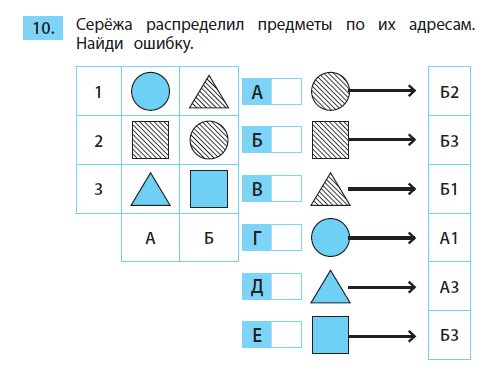 10. Серёжа распределил предметы по их адресам.
Найди ошибку.
1 А Б2
2 Б Б3
3 В Б1
А Б Г А1
Д А3
Е Б3